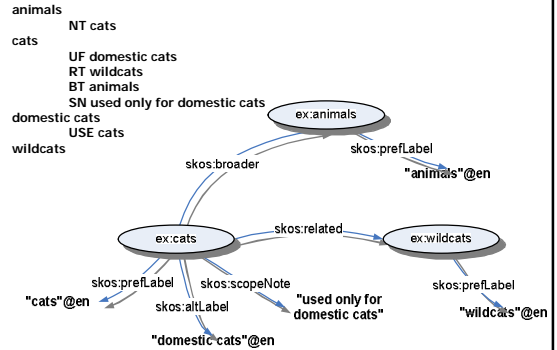 animals
NT cats
cats
UF domestic cats
RT wildcats
BT animals
SN used only for domestic cats
domestic cats
USE cats
wildcats
ex:animals
skos:prefLabel
"animals"@en
skos:broader
skos:related
ex:cats
ex:wildcats
skos:prefLabel
skos:scopeNote
skos:prefLabel
"cats"@en
skos:altLabel
"used only for
domestic cats"
"wildcats"@en
"domestic cats"@en